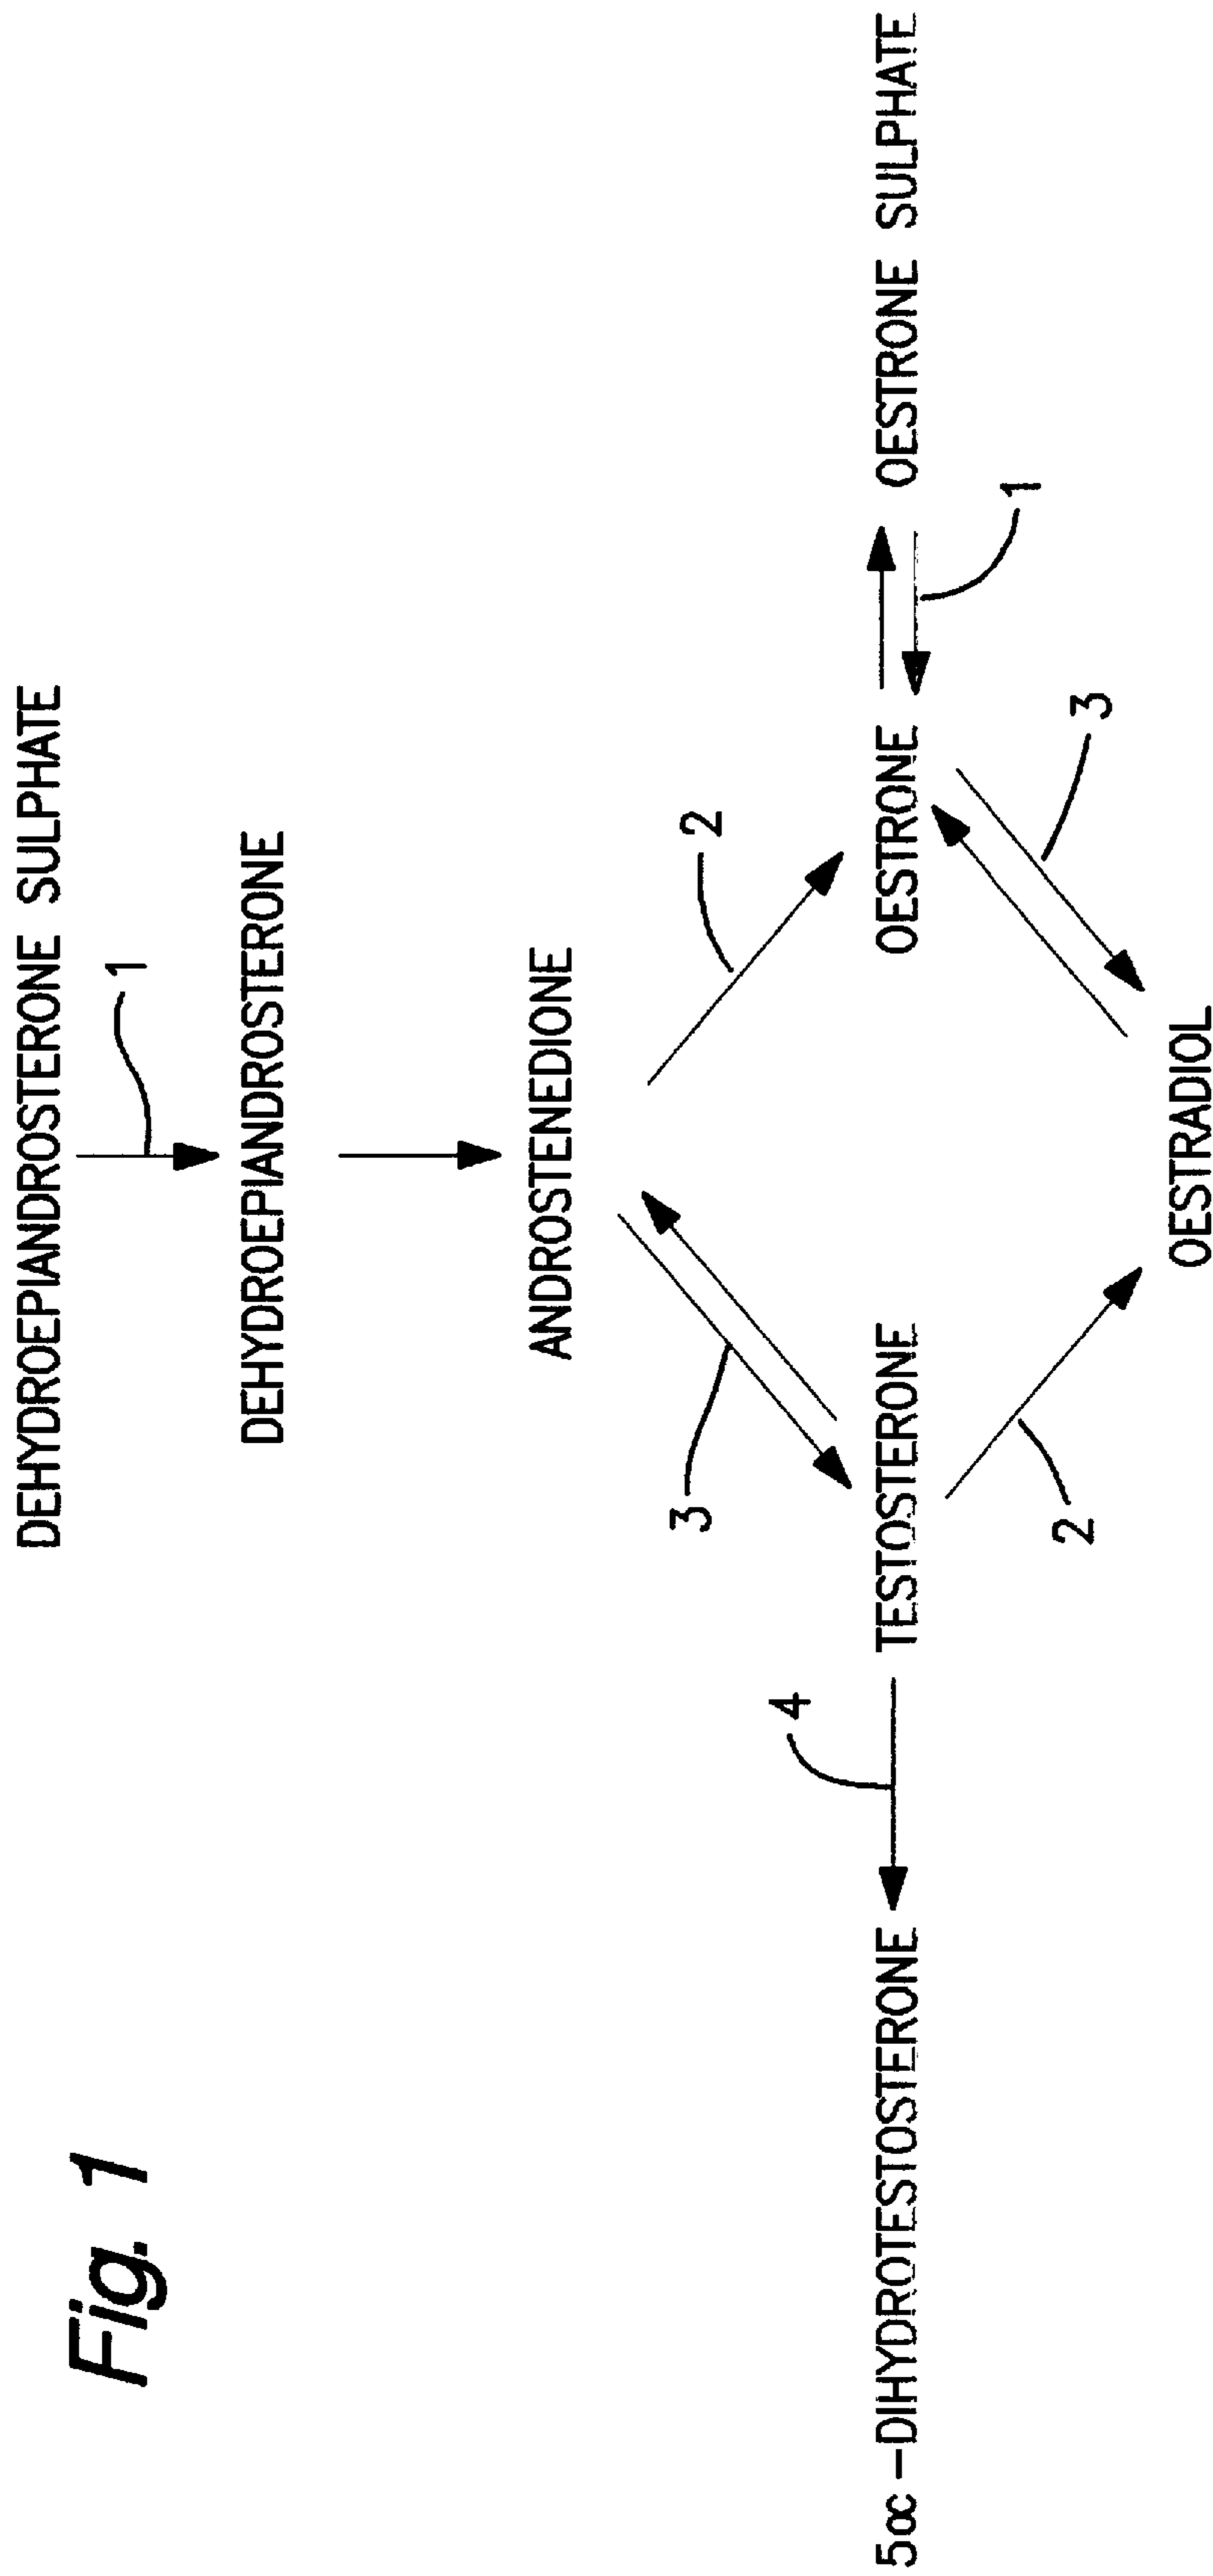 Fig. 1
DEHYDROEPIANDROSTERONE SULPHATE
1
DEHYDROEPIANDROSTERONE
ANDROSTENEDIONE
3
2
4
5α -DIHYDROTESTOSTERONE
TESTOSTERONE
OESTRONE
OESTRONE SULPHATE
1
2
3
OESTRADIOL